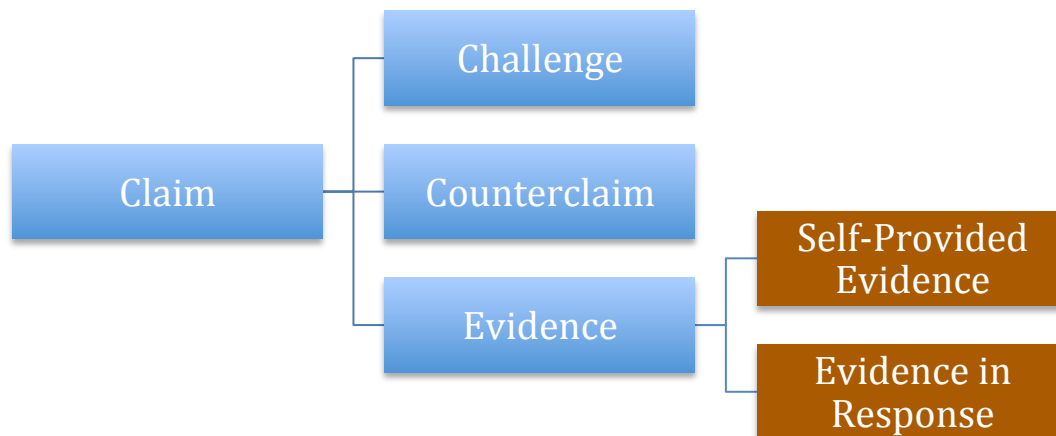 Challenge
Claim
Counterclaim
Evidence
Self-Provided
Evidence
Evidence in
Response